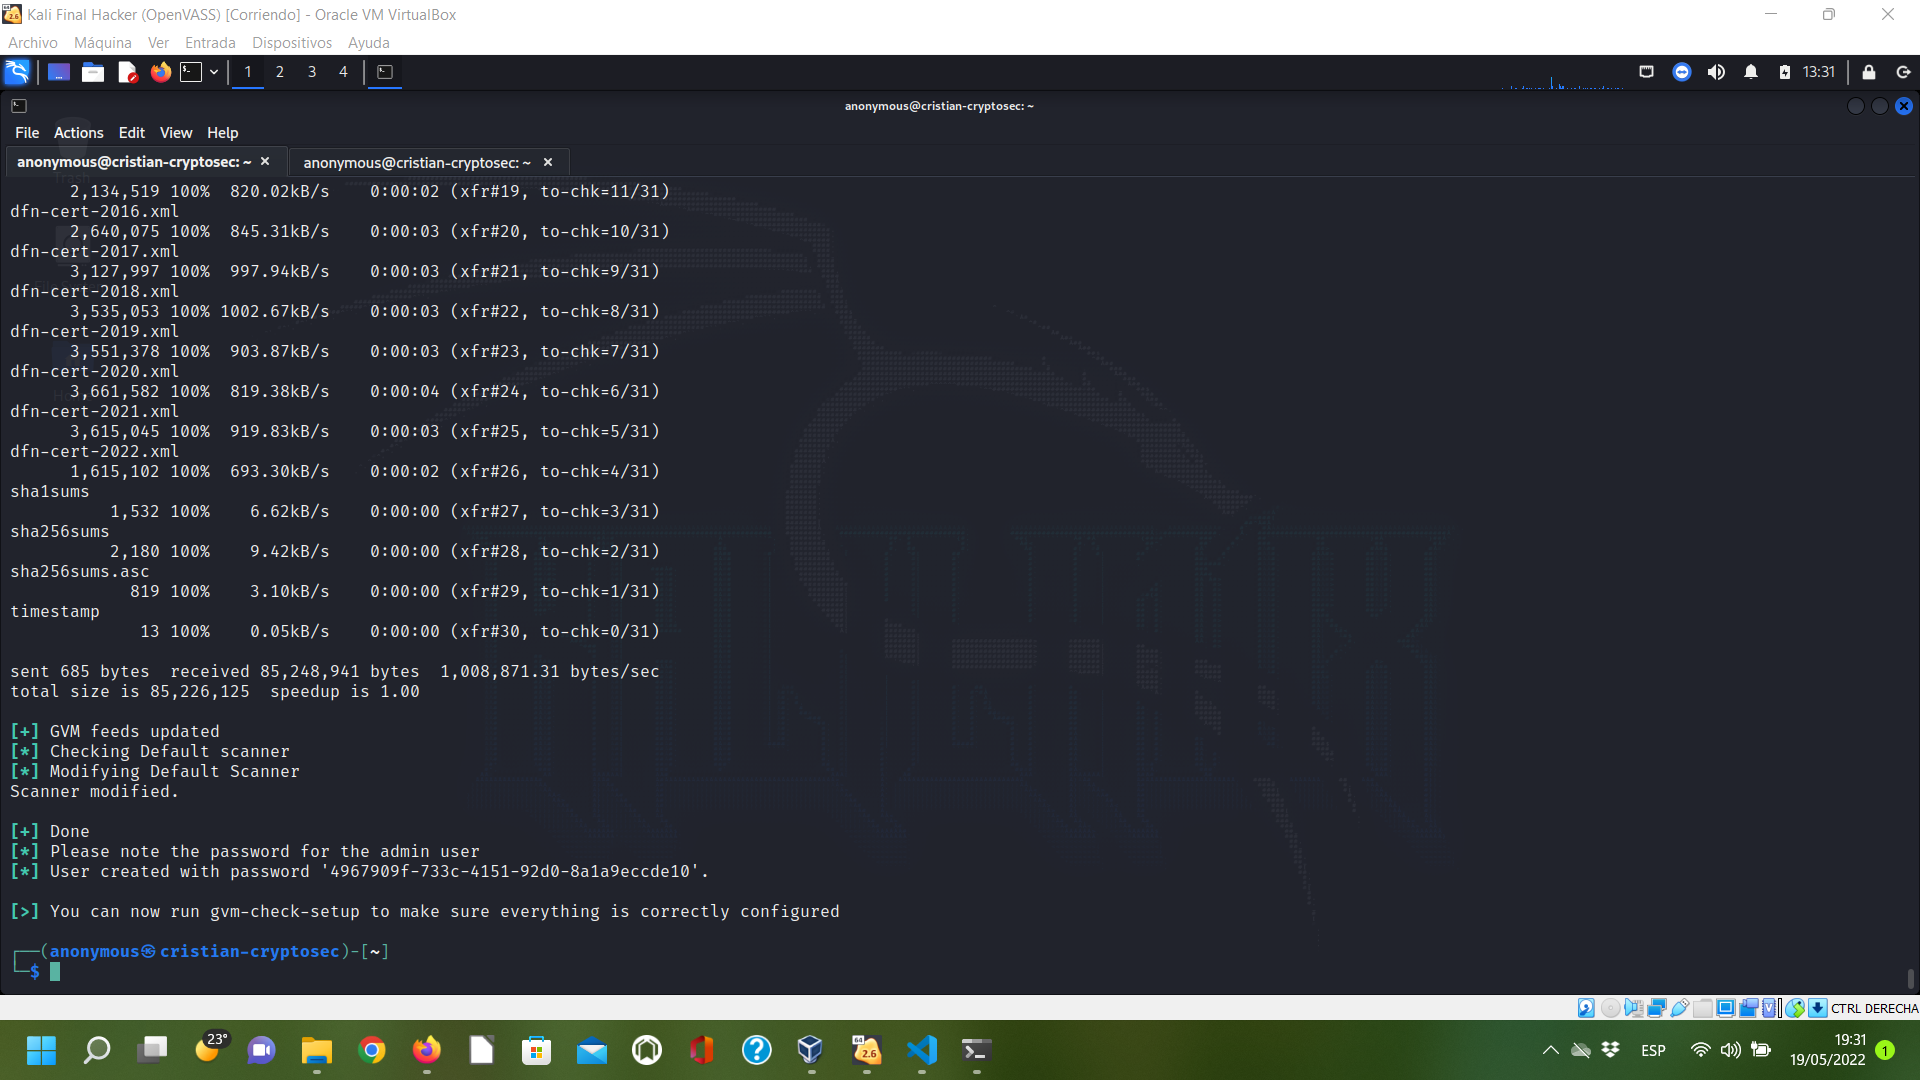 Kali Final Hacker (OpenVASS) [Corriendo] - Oracle VM VirtualBox
Archivo Máquina Ver Entrada Dispositivos Ayuda
1 2 3 4 13:31
anonymous@cristian-cryptosec: ~
File Actions Edit View Help
anonymous@cristian-cryptosec: ~ × anonymous@cristian-cryptosec: ~ ×
2,134,519 100% 820.02kB/s 0:00:02 (xfr#19, to-chk=11/31)
dfn-cert-2016.xml
2,640,075 100% 845.31kB/s 0:00:03 (xfr#20, to-chk=10/31)
dfn-cert-2017.xml
3,127,997 100% 997.94kB/s 0:00:03 (xfr#21, to-chk=9/31)
dfn-cert-2018.xml
3,535,053 100% 1002.67kB/s 0:00:03 (xfr#22, to-chk=8/31)
dfn-cert-2019.xml
3,551,378 100% 903.87kB/s 0:00:03 (xfr#23, to-chk=7/31)
dfn-cert-2020.xml
3,661,582 100% 819.38kB/s 0:00:04 (xfr#24, to-chk=6/31)
dfn-cert-2021.xml
3,615,045 100% 919.83kB/s 0:00:03 (xfr#25, to-chk=5/31)
dfn-cert-2022.xml
1,615,102 100% 693.30kB/s 0:00:02 (xfr#26, to-chk=4/31)
sha1sums
1,532 100% 6.62kB/s 0:00:00 (xfr#27, to-chk=3/31)
sha256sums
2,180 100% 9.42kB/s 0:00:00 (xfr#28, to-chk=2/31)
sha256sums.asc
819 100% 3.10kB/s 0:00:00 (xfr#29, to-chk=1/31)
timestamp
13 100% 0.05kB/s 0:00:00 (xfr#30, to-chk=0/31)
sent 685 bytes received 85,248,941 bytes 1,008,871.31 bytes/sec
total size is 85,226,125 speedup is 1.00
[+] GVM feeds updated
[*] Checking Default scanner
[*] Modifying Default Scanner
Scanner modified.
[+] Done
[*] Please note the password for the admin user
[*] User created with password '4967909f-733c-4151-92d0-8a1a9eccde10'.
[>] You can now run gvm-check-setup to make sure everything is correctly configured
┌──(anonymous㉿cristian-cryptosec)-[~]
└─$
CTRL DERECHA
23°
64
2.6
ESP
19:31
19/05/2022
1